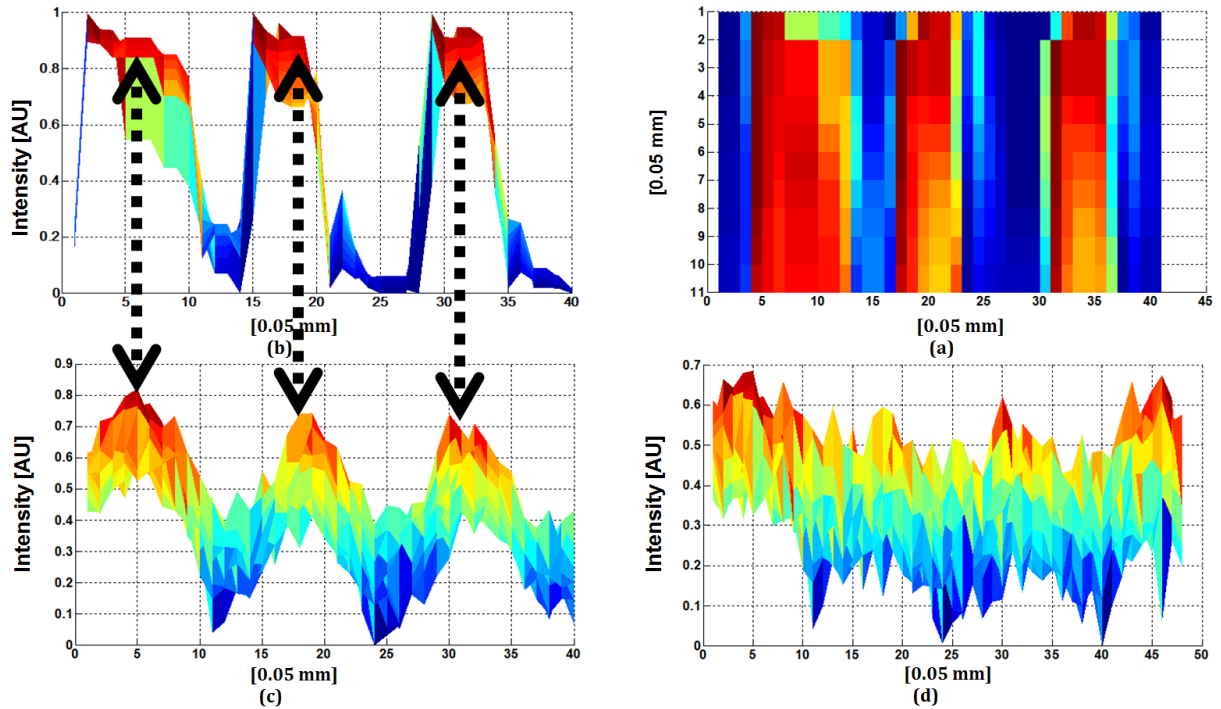 Intensity [AU]
1
0.8
0.6
0.4
0.2
0
0 5 10 15 20 25 30 35 40
[0.05 mm]
(b)
[0.05 mm]
1
2
3
4
5
6
7
8
9
10
11
0 5 10 15 20 25 30 35 40 45
[0.05 mm]
(a)
Intensity [AU]
0.9
0.8
0.7
0.6
0.5
0.4
0.3
0.2
0.1
0
0 5 10 15 20 25 30 35 40
[0.05 mm]
(c)
Intensity [AU]
0.7
0.6
0.5
0.4
0.3
0.2
0.1
0
0 5 10 15 20 25 30 35 40 45 50
[0.05 mm]
(d)